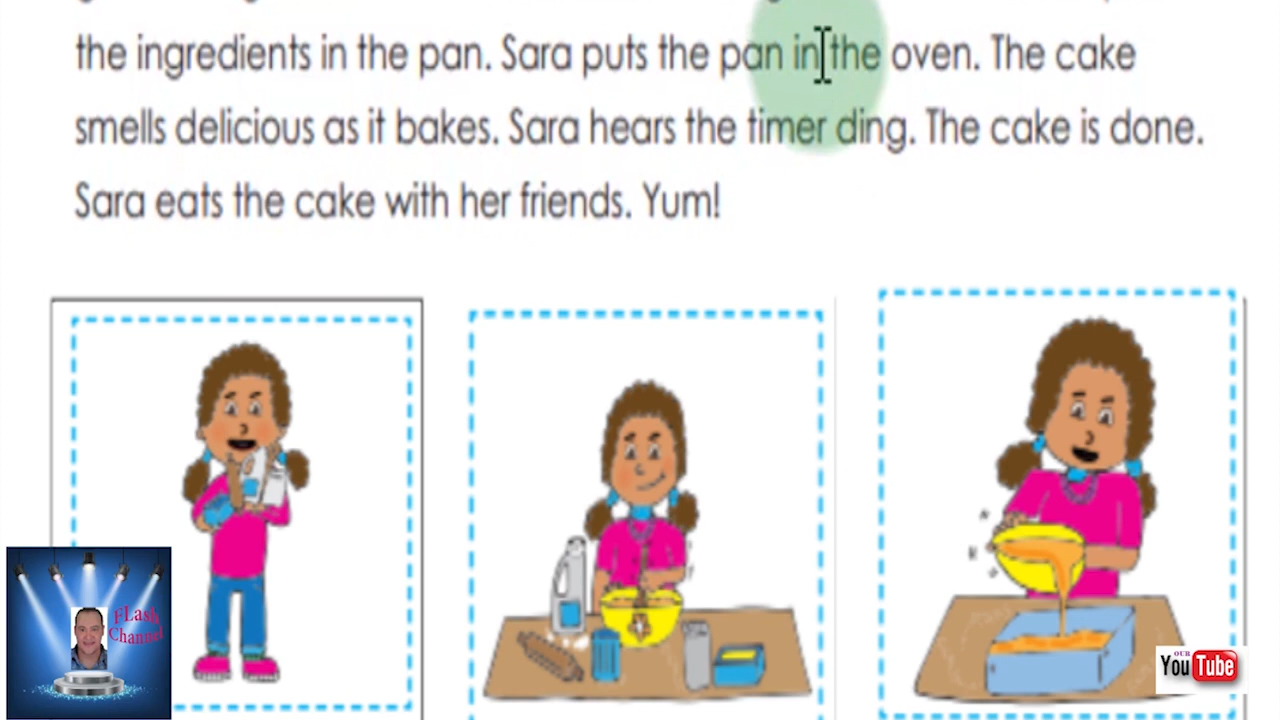 the ingredients in the pan. Sara puts the pan in the oven. The cake
smells delicious as it bakes. Sara hears the timer ding. The cake is done.
Sara eats the cake with her friends. Yum!
FLash
Channel
OUR
YouTube